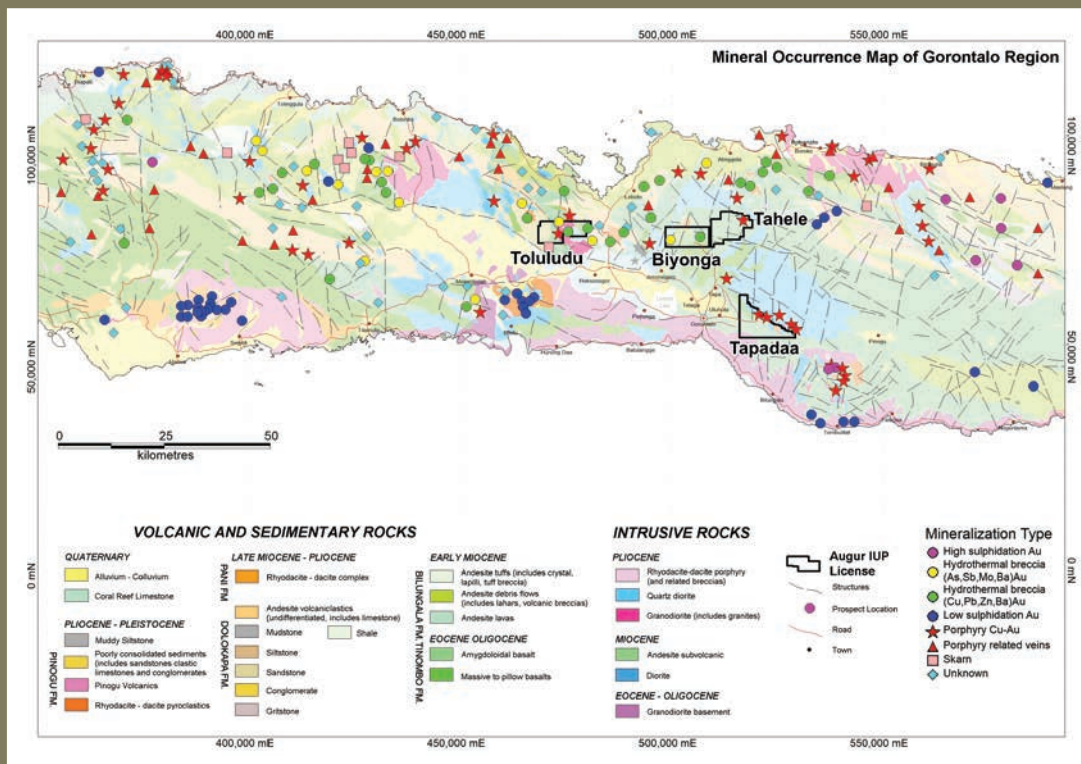 400,000 mE
450,000 mE
500,000 mE
550,000 mE
Mineral Occurrence Map of Gorontalo Region
100,000 mN
100,000 mN
Toluludu
Biyonga
Tahele
Tapadaa
50,000 mN
50,000 mN
0 25 50
kilometres
0 mN
0 mN
VOLCANIC AND SEDIMENTARY ROCKS
QUATERNARY
Alluvium - Colluvium
Coral Reef Limestone
PLIOCENE - PLEISTOCENE
PINOGU FM.
Muddy Siltstone
Poorly consolidated sediments
(includes sandstones clastic
limestones and conglomerates
Pinogu Volcanics
Rhyodacite - dacite pyroclastics
LATE MIOCENE - PLIOCENE
PANI FM
Rhyodacite - dacite complex
DOLOKAPA FM.
Andesite volcaniclastics
(undifferentiated, includes limestone)
Mudstone
Shale
Siltstone
Sandstone
Conglomerate
Gritstone
EARLY MIOCENE
BILUNGALA FM.
Andesite tuffs (includes crystal,
lapilli, tuff breccia)
Andesite debris flows
(includes lahars, volcanic breccias)
Andesite lavas
EOCENE OLIGOCENE
TINOMBO FM.
Amygdoloidal basalt
Massive to pillow basalts
INTRUSIVE ROCKS
PLIOCENE
Rhyodacite-dacite porphyry
(and related breccias)
Quartz diorite
Granodiorite (includes granites)
MIOCENE
Andesite subvolcanic
Diorite
EOCENE - OLIGOCENE
Granodiorite basement
Augur IUP
License
Structures
Prospect Location
Road
Town
Mineralization Type
High sulphidation Au
Hydrothermal breccia
(As,Sb,Mo,Ba)Au
Hydrothermal breccia
(Cu,Pb,Zn,Ba)Au
Low sulphidation Au
Porphyry Cu-Au
Porphyry related veins
Skarn
Unknown
400,000 mE
450,000 mE
500,000 mE
550,000 mE